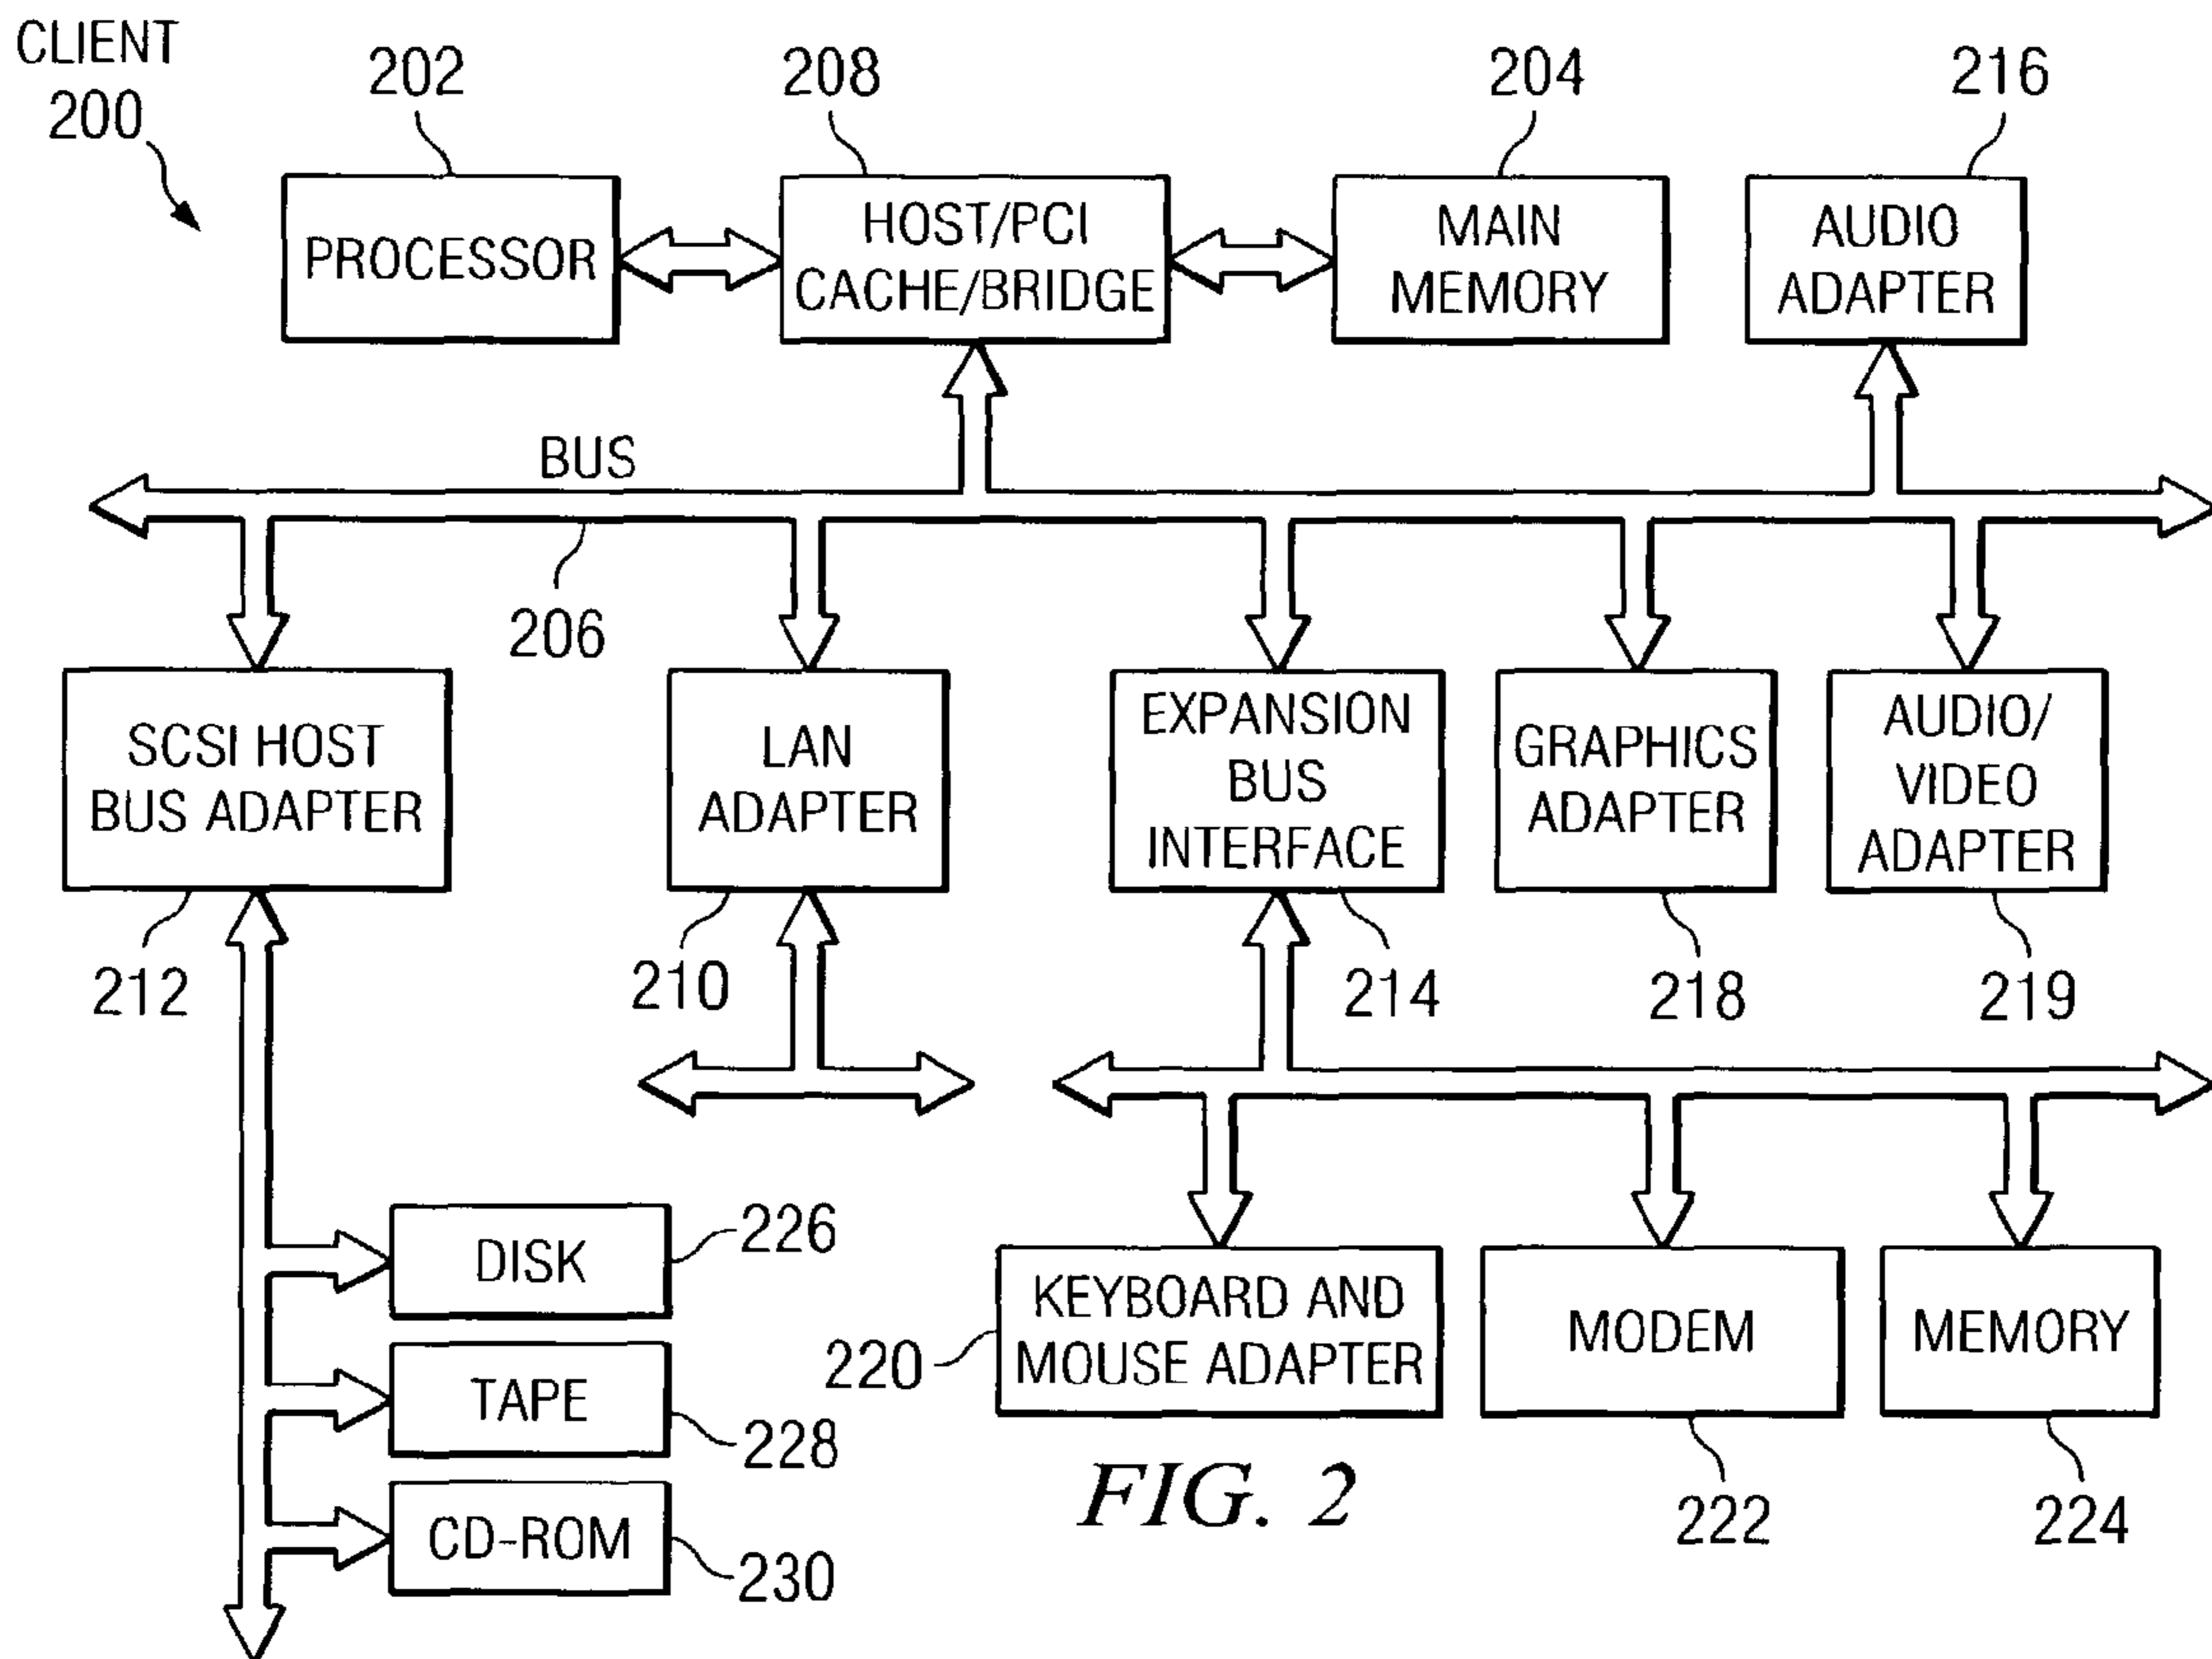 CLIENT
200
202
208
204
216
PROCESSOR
HOST/PCI
CACHE/BRIDGE
MAIN
MEMORY
AUDIO
ADAPTER
BUS
206
SCSI HOST
BUS ADAPTER
LAN
ADAPTER
EXPANSION
BUS
INTERFACE
GRAPHICS
ADAPTER
AUDIO/
VIDEO
ADAPTER
212
210
214
218
219
DISK
226
TAPE
228
CD-ROM
230
220
KEYBOARD AND
MOUSE ADAPTER
MODEM
MEMORY
222
224
FIG. 2